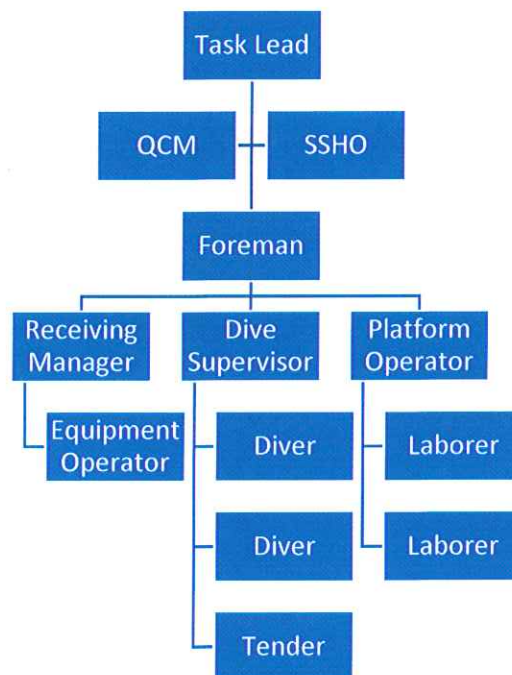 Task Lead
QCM
SSHO
Foreman
Receiving
Manager
Dive
Supervisor
Platform
Operator
Equipment
Operator
Diver
Laborer
Diver
Laborer
Tender